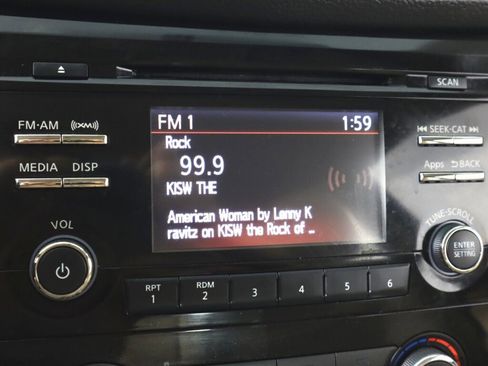 SCAN
FM·AM
((XM))
MEDIA
DISP
FM 1
1:59
Rock
99.9
KISW THE
American Woman by Lenny K
ravitz on KISW the Rock of ..
SEEK·CAT
Apps
BACK
TUNE·SCROLL
ENTER
SETTING
VOL
RPT
1
RDM
2
3
4
5
6